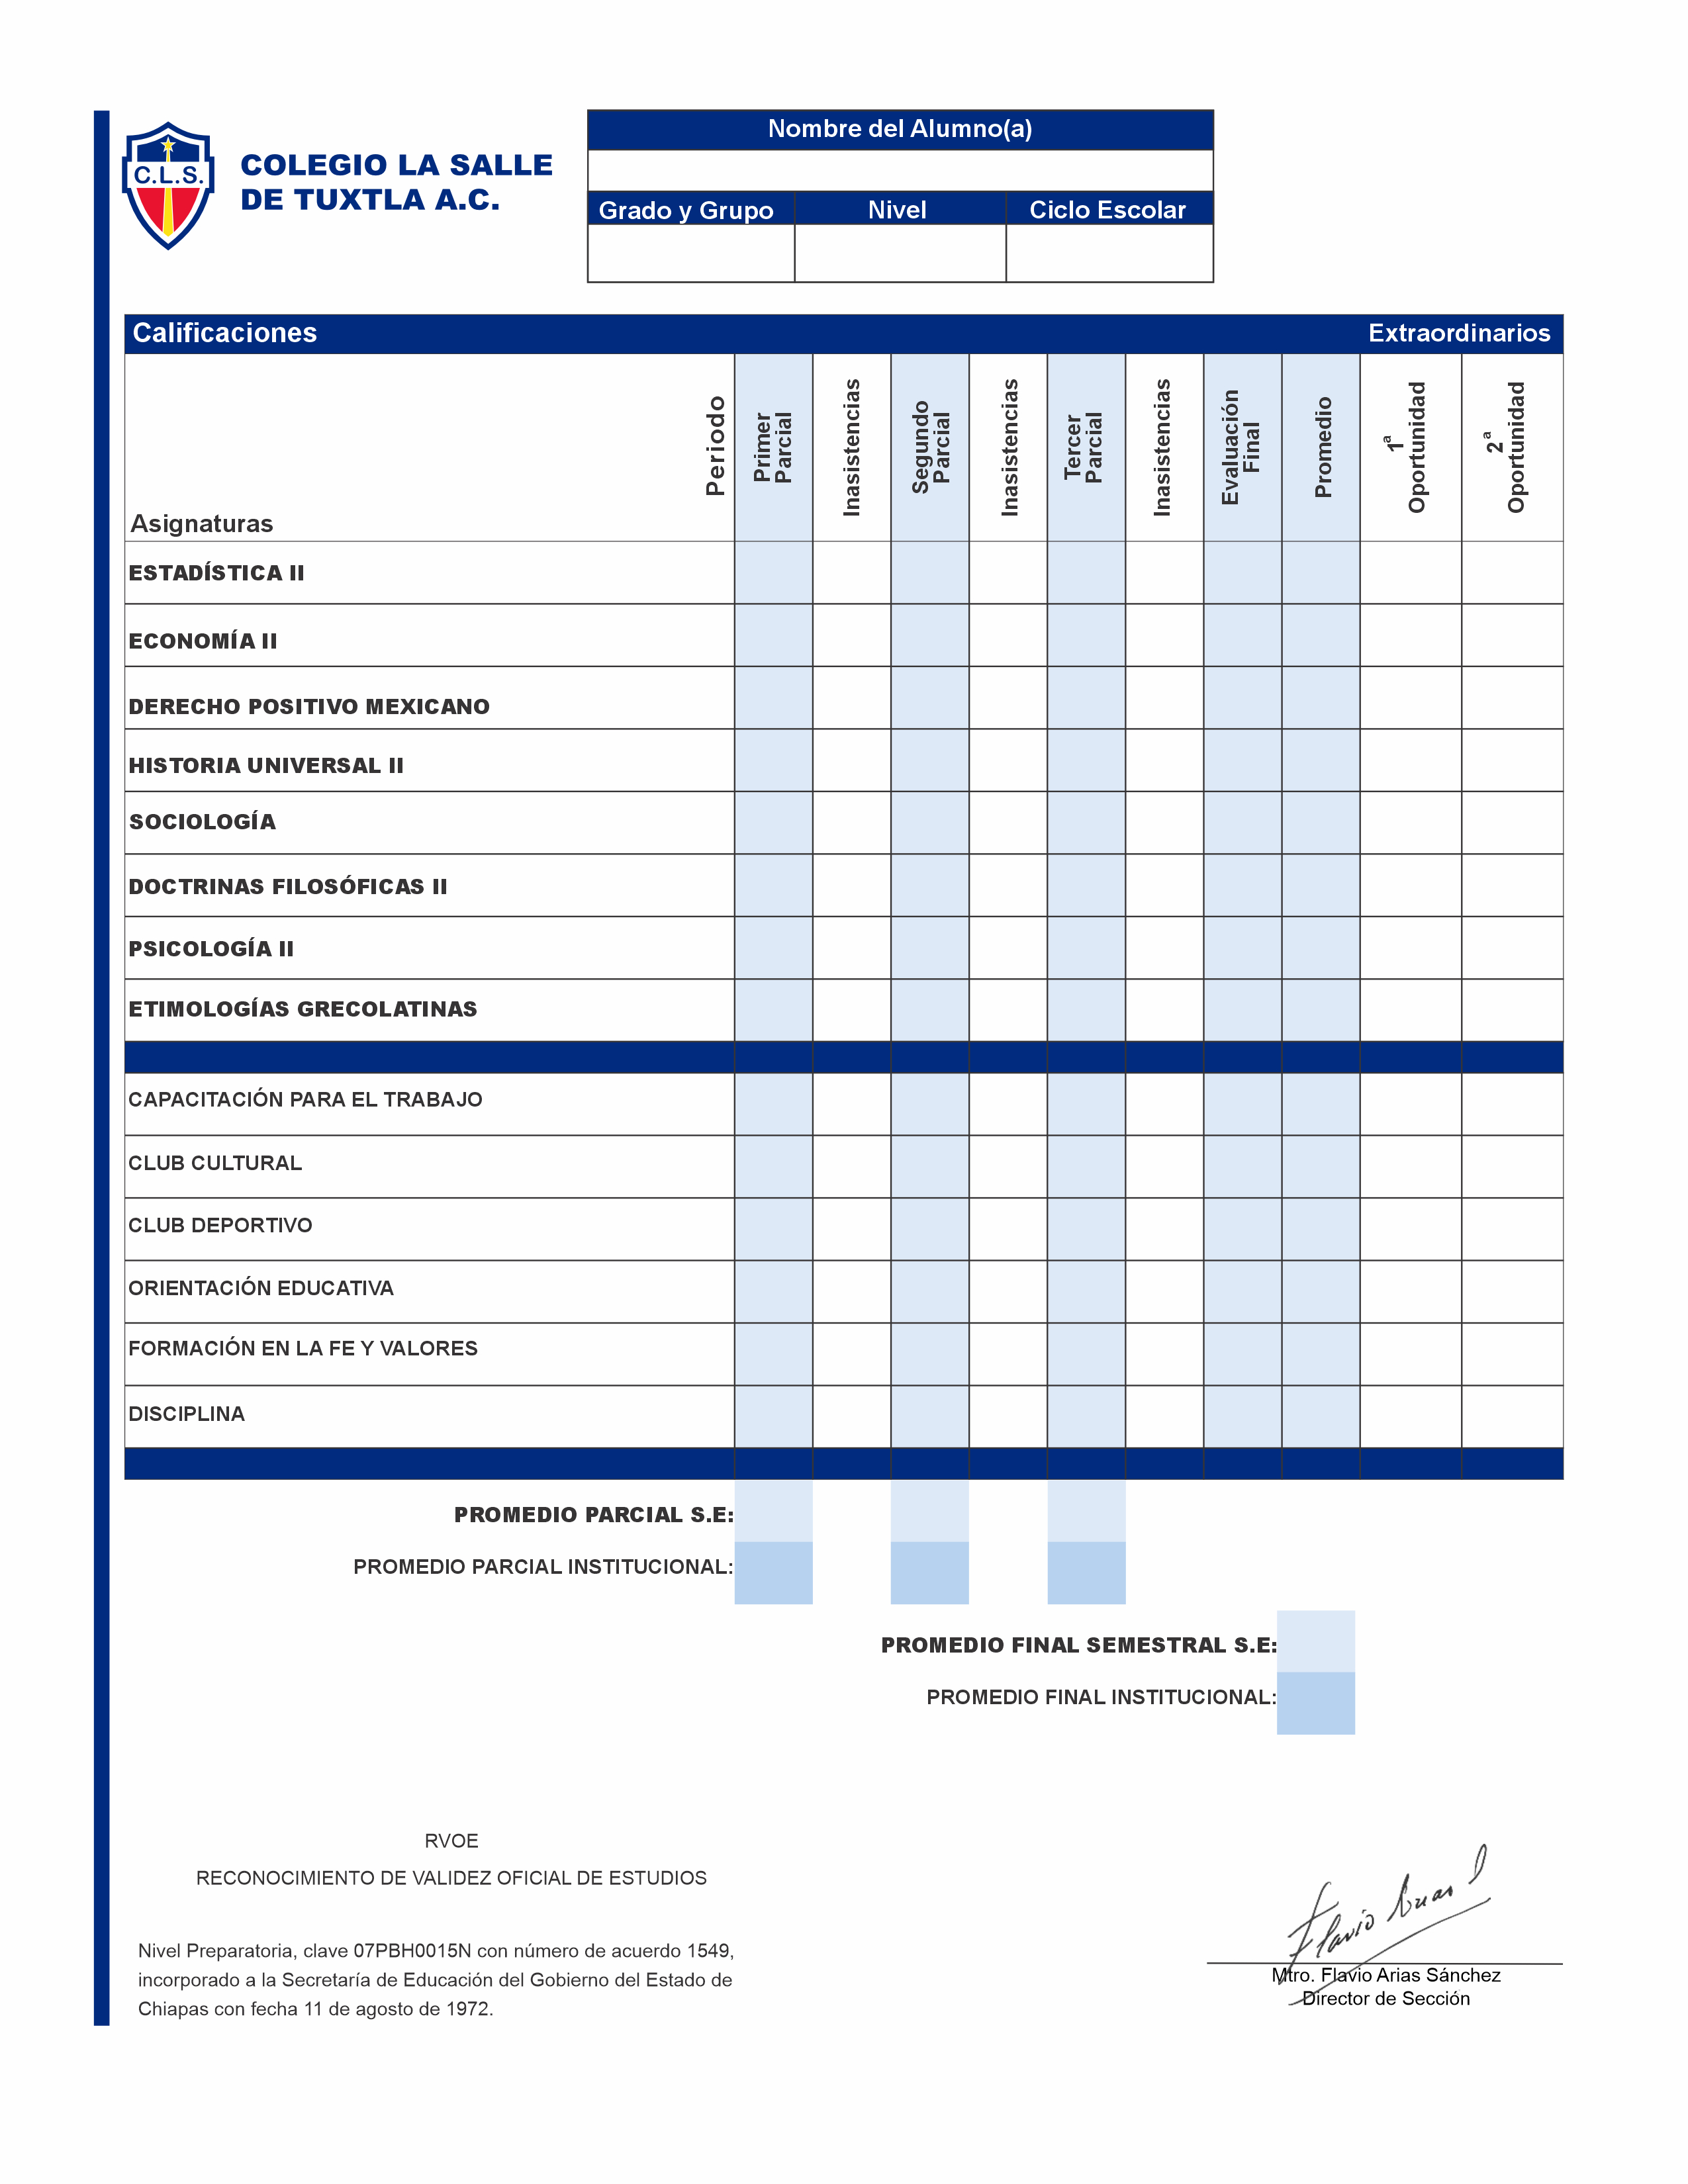 C.L.S.
COLEGIO LA SALLE
DE TUXTLA A.C.
Nombre del Alumno(a)
Grado y Grupo Nivel Ciclo Escolar
Calificaciones Extraordinarios
Asignaturas
Periodo
Primer
Parcial
Inasistencias
Segundo
Parcial
Inasistencias
Tercer
Parcial
Inasistencias
Evaluación
Final
Promedio
1ª
Oportunidad
2ª
Oportunidad
ESTADÍSTICA II
ECONOMÍA II
DERECHO POSITIVO MEXICANO
HISTORIA UNIVERSAL II
SOCIOLOGÍA
DOCTRINAS FILOSÓFICAS II
PSICOLOGÍA II
ETIMOLOGÍAS GRECOLATINAS
CAPACITACIÓN PARA EL TRABAJO
CLUB CULTURAL
CLUB DEPORTIVO
ORIENTACIÓN EDUCATIVA
FORMACIÓN EN LA FE Y VALORES
DISCIPLINA
PROMEDIO PARCIAL S.E:
PROMEDIO PARCIAL INSTITUCIONAL:
PROMEDIO FINAL SEMESTRAL S.E:
PROMEDIO FINAL INSTITUCIONAL:
RVOE
RECONOCIMIENTO DE VALIDEZ OFICIAL DE ESTUDIOS
Nivel Preparatoria, clave 07PBH0015N con número de acuerdo 1549,
incorporado a la Secretaría de Educación del Gobierno del Estado de
Chiapas con fecha 11 de agosto de 1972.
Flavio Arias S
Mtro. Flavio Arias Sánchez
Director de Sección